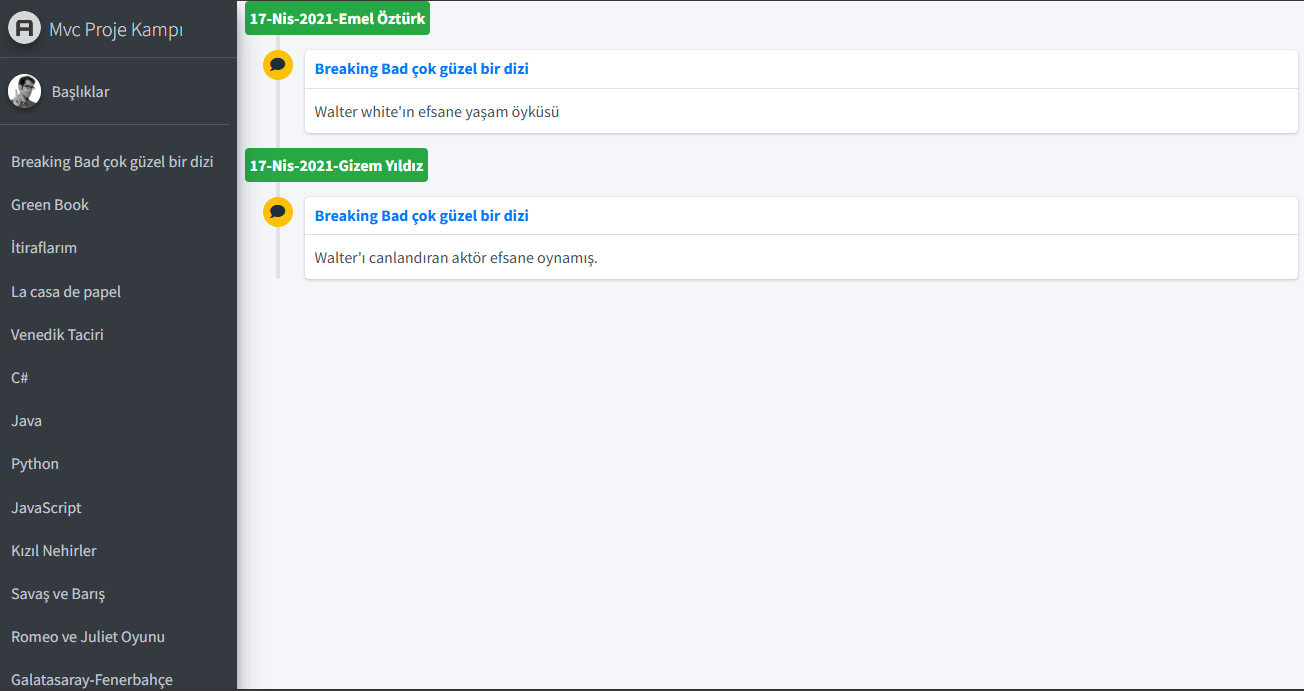 Mvc Proje Kampı
Başlıklar
Breaking Bad çok güzel bir dizi
Green Book
İtiraflarım
La casa de papel
Venedik Taciri
C#
Java
Python
JavaScript
Kızıl Nehirler
Savaş ve Barış
Romeo ve Juliet Oyunu
Galatasaray-Fenerbahçe
17-Nis-2021-Emel Öztürk
Breaking Bad çok güzel bir dizi
Walter white'ın efsane yaşam öyküsü
17-Nis-2021-Gizem Yıldız
Breaking Bad çok güzel bir dizi
Walter'ı canlandıran aktör efsane oynamış.